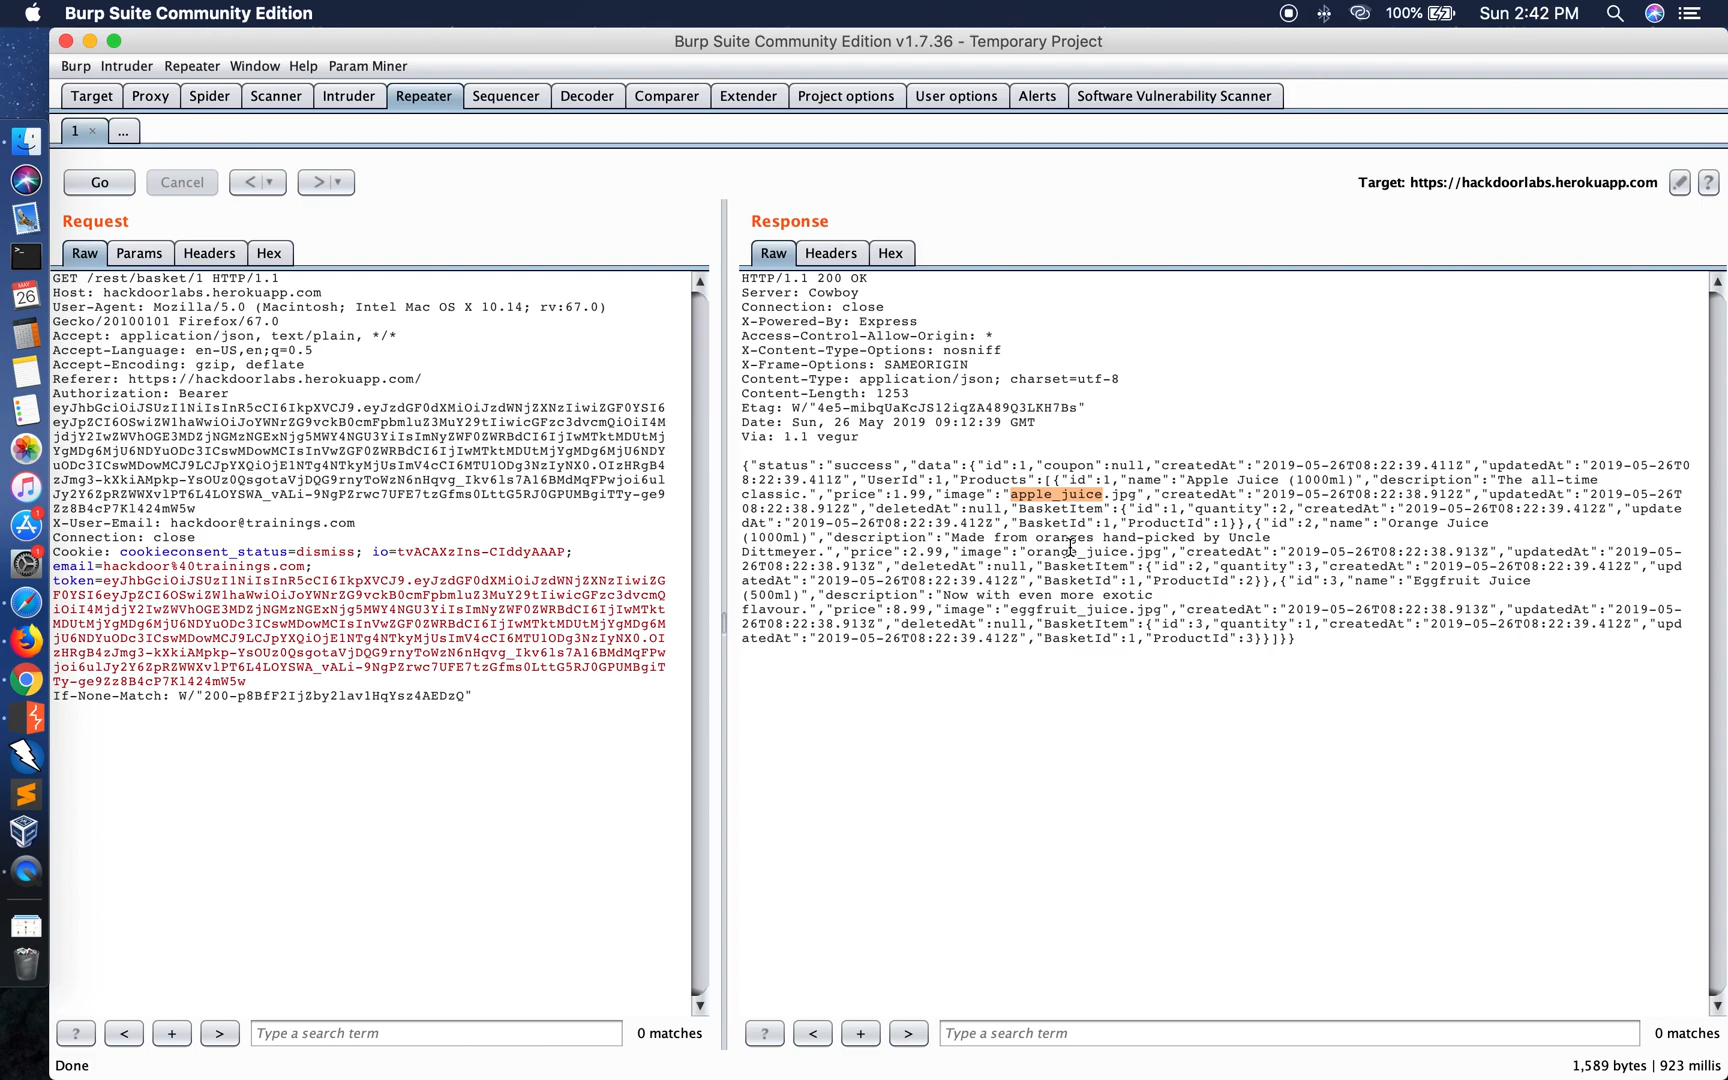 Burp Suite Community Edition
100%
Sun 2:42 PM
Burp Suite Community Edition v1.7.36 - Temporary Project
Burp Intruder Repeater Window Help Param Miner
Target Proxy Spider Scanner Intruder Repeater Sequencer Decoder Comparer Extender Project options User options Alerts Software Vulnerability Scanner
1 × ...
Go Cancel < > Target: https://hackdoorlabs.herokuapp.com ?
Request
Raw Params Headers Hex
GET /rest/basket/1 HTTP/1.1
Host: hackdoorlabs.herokuapp.com
User-Agent: Mozilla/5.0 (Macintosh; Intel Mac OS X 10.14; rv:67.0)
Gecko/20100101 Firefox/67.0
Accept: application/json, text/plain, */*
Accept-Language: en-US,en;q=0.5
Accept-Encoding: gzip, deflate
Referer: https://hackdoorlabs.herokuapp.com/
Authorization: Bearer
X-User-Email: hackdoor@trainings.com
Connection: close
Cookie: cookieconsent_status=dismiss; io=tvACAXzIns-CIddyAAAP;
email=hackdoor%40trainings.com;
If-None-Match: W/"200-p8BfF2IjZby2lav1HqYsz4AEDzQ"
? < + > Type a search term 0 matches
Response
Raw Headers Hex
HTTP/1.1 200 OK
Server: Cowboy
Connection: close
X-Powered-By: Express
Access-Control-Allow-Origin: *
X-Content-Type-Options: nosniff
X-Frame-Options: SAMEORIGIN
Content-Type: application/json; charset=utf-8
Content-Length: 1253
Etag: W/"4e5-mibqUaKcJS12iqZA489Q3LKH7Bs"
Date: Sun, 26 May 2019 09:12:39 GMT
Via: 1.1 vegur
{"status":"success","data":{"id":1,"coupon":null,"createdAt":"2019-05-26T08:22:39.411Z","updatedAt":"2019-05-26T0
8:22:39.411Z","UserId":1,"Products":[{"id":1,"name":"Apple Juice (1000ml)","description":"The all-time
classic.","price":1.99,"image":"apple_juice.jpg","createdAt":"2019-05-26T08:22:38.912Z","updatedAt":"2019-05-26T
08:22:38.912Z","deletedAt":null,"BasketItem":{"id":1,"quantity":2,"createdAt":"2019-05-26T08:22:39.412Z","update
dAt":"2019-05-26T08:22:39.412Z","BasketId":1,"ProductId":1}},{"id":2,"name":"Orange Juice
(1000ml)","description":"Made from oranges hand-picked by Uncle
Dittmeyer.","price":2.99,"image":"orange_juice.jpg","createdAt":"2019-05-26T08:22:38.913Z","updatedAt":"2019-05-
26T08:22:38.913Z","deletedAt":null,"BasketItem":{"id":2,"quantity":3,"createdAt":"2019-05-26T08:22:39.412Z","upd
atedAt":"2019-05-26T08:22:39.412Z","BasketId":1,"ProductId":2}},{"id":3,"name":"Eggfruit Juice
(500ml)","description":"Now with even more exotic
flavour.","price":8.99,"image":"eggfruit_juice.jpg","createdAt":"2019-05-26T08:22:38.913Z","updatedAt":"2019-05-
26T08:22:38.913Z","deletedAt":null,"BasketItem":{"id":3,"quantity":1,"createdAt":"2019-05-26T08:22:39.412Z","upd
atedAt":"2019-05-26T08:22:39.412Z","BasketId":1,"ProductId":3}}]}}
? < + > Type a search term 0 matches
Done 1,589 bytes | 923 millis
MAY
26